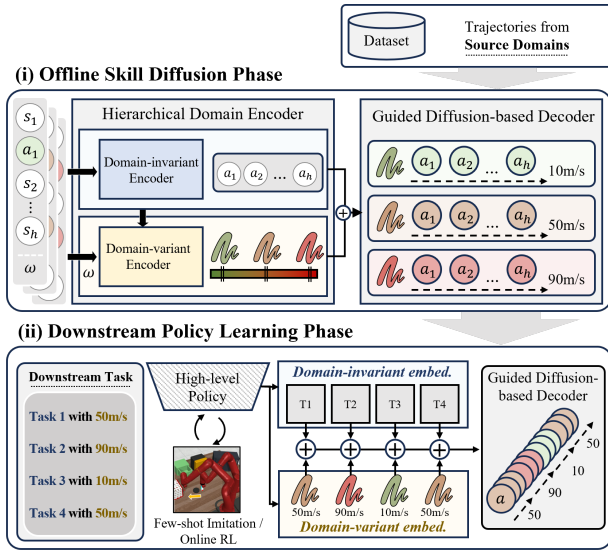 Dataset
Trajectories from
Source Domains
(i) Offline Skill Diffusion Phase
s1
a1
s2
⋮
sh
ω
Hierarchical Domain Encoder
Domain-invariant
Encoder
a1 a2 ... ah
Domain-variant
Encoder
ω
+
Guided Diffusion-based Decoder
a1 a2 ... ah 10m/s
a1 a2 ... ah 50m/s
a1 a2 ... ah 90m/s
(ii) Downstream Policy Learning Phase
Downstream Task
Task 1 with 50m/s
Task 2 with 90m/s
Task 3 with 10m/s
Task 4 with 50m/s
High-level
Policy
Few-shot Imitation /
Online RL
Domain-invariant embed.
T1 T2 T3 T4
+ + + +
50m/s 90m/s 10m/s 50m/s
Domain-variant embed.
Guided Diffusion-
based Decoder
a
50
10
90
50